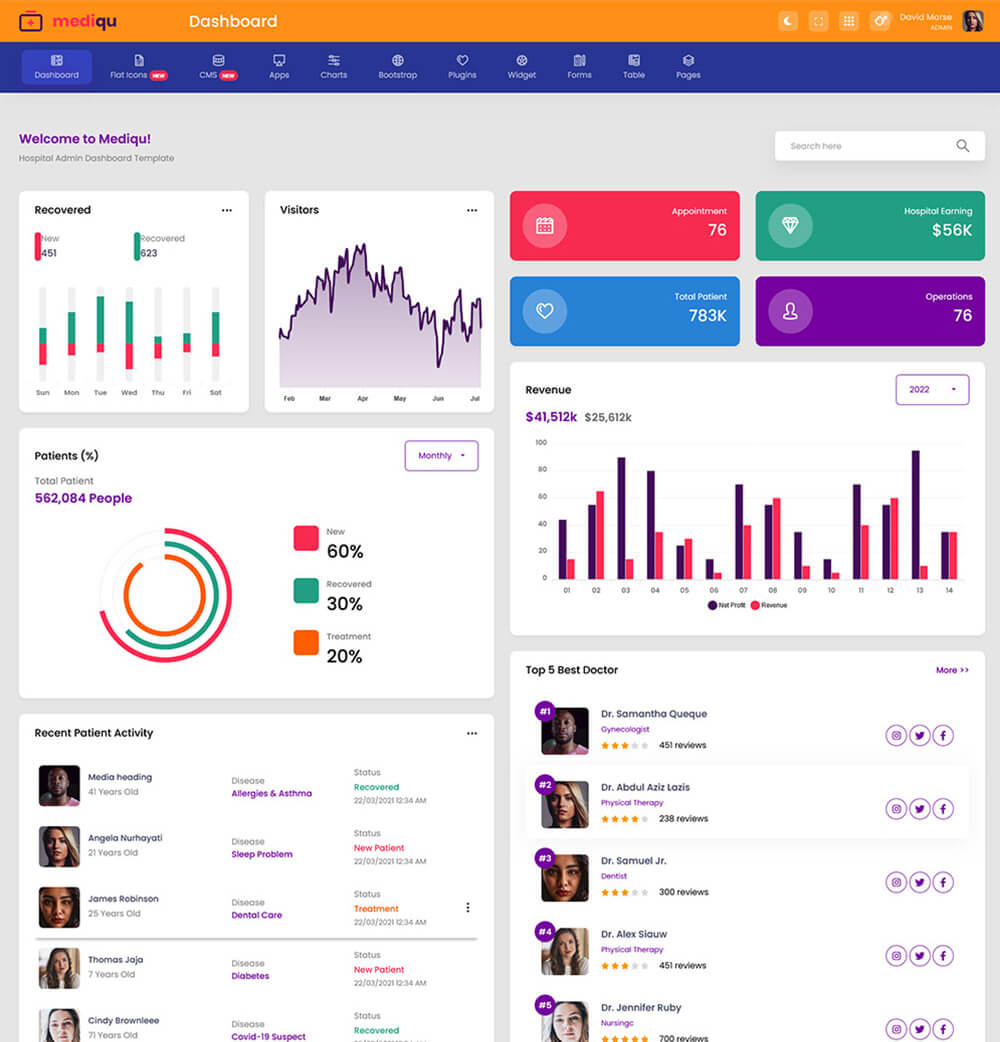 mediqu
Dashboard
David Morse
ADMIN
Dashboard
Flat Icons NEW
CMS NEW
Apps
Charts
Bootstrap
Plugins
Widget
Forms
Table
Pages
Welcome to Mediqu!
Hospital Admin Dashboard Template
Search here
Recovered
New
451
Recovered
623
Sun Mon Tue Wed Thu Fri Sat
Visitors
Feb Mar Apr May Jun Jul
Appointment
76
Hospital Earning
$56K
Total Patient
783K
Operations
76
Revenue
2022
$41,512k $25,612k
100
80
60
40
20
0
01 02 03 04 05 06 07 08 09 10 11 12 13 14
Net Profit Revenue
Patients (%)
Monthly
Total Patient
562,084 People
New
60%
Recovered
30%
Treatment
20%
Recent Patient Activity
Media heading
41 Years Old
Disease
Allergies & Asthma
Status
Recovered
22/03/2021 12:34 AM
Angela Nurhayati
21 Years Old
Disease
Sleep Problem
Status
New Patient
22/03/2021 12:34 AM
James Robinson
25 Years Old
Disease
Dental Care
Status
Treatment
22/03/2021 12:34 AM
Thomas Jaja
7 Years Old
Disease
Diabetes
Status
New Patient
22/03/2021 12:34 AM
Cindy Brownleee
71 Years Old
Disease
Covid-19 Suspect
Status
Recovered
Top 5 Best Doctor
More >>
#1
Dr. Samantha Queque
Gynecologist
451 reviews
#2
Dr. Abdul Aziz Lazis
Physical Therapy
238 reviews
#3
Dr. Samuel Jr.
Dentist
300 reviews
#4
Dr. Alex Siauw
Physical Therapy
451 reviews
#5
Dr. Jennifer Ruby
Nursingc
700 reviews